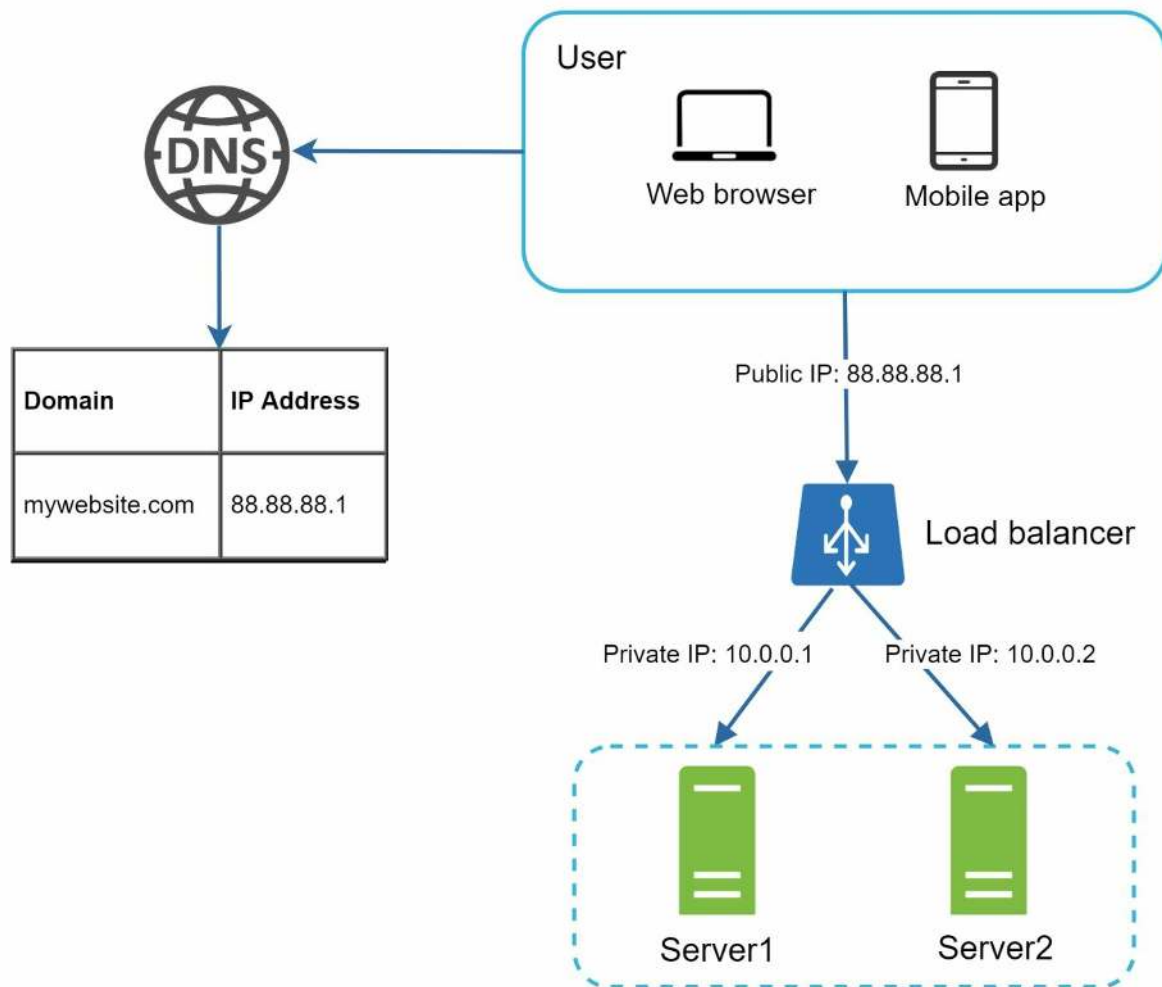 User
DNS
Web browser
Mobile app
Public IP: 88.88.88.1
Domain IP Address
mywebsite.com 88.88.88.1
Load balancer
Private IP: 10.0.0.1
Private IP: 10.0.0.2
Server1
Server2